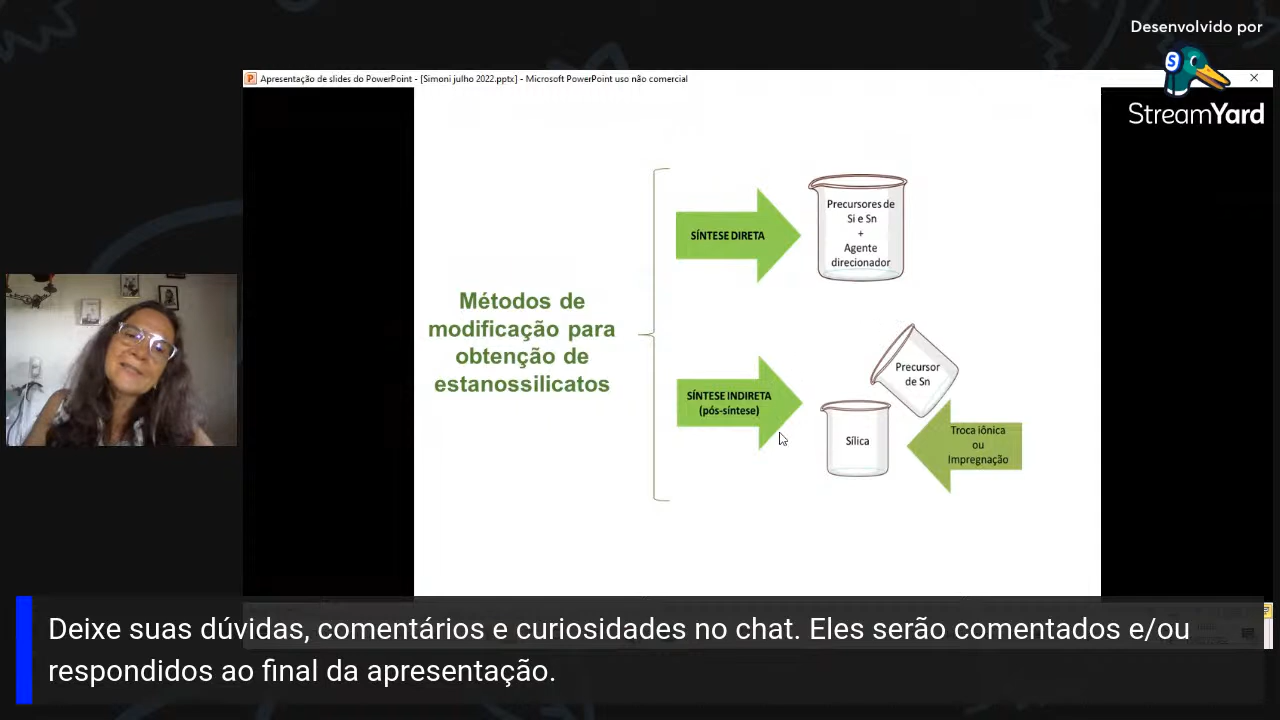 Desenvolvido por
StreamYard
Apresentação de slides do PowerPoint - [Simoni julho 2022.pptx] - Microsoft PowerPoint uso não comercial
Métodos de
modificação para
obtenção de
estanossilicatos
SÍNTESE DIRETA
Precursores de
Si e Sn
+
Agente
direcionador
SÍNTESE INDIRETA
(pós-síntese)
Precursor
de Sn
Sílica
Troca iônica
ou
Impregnação
Deixe suas dúvidas, comentários e curiosidades no chat. Eles serão comentados e/ou
respondidos ao final da apresentação.